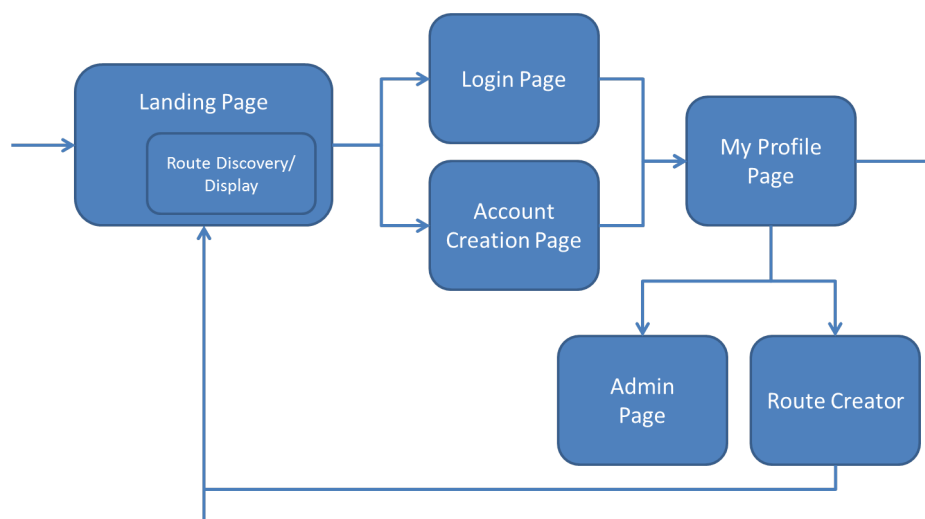 Landing Page
Route Discovery/
Display
Login Page
Account
Creation Page
My Profile
Page
Admin
Page
Route Creator